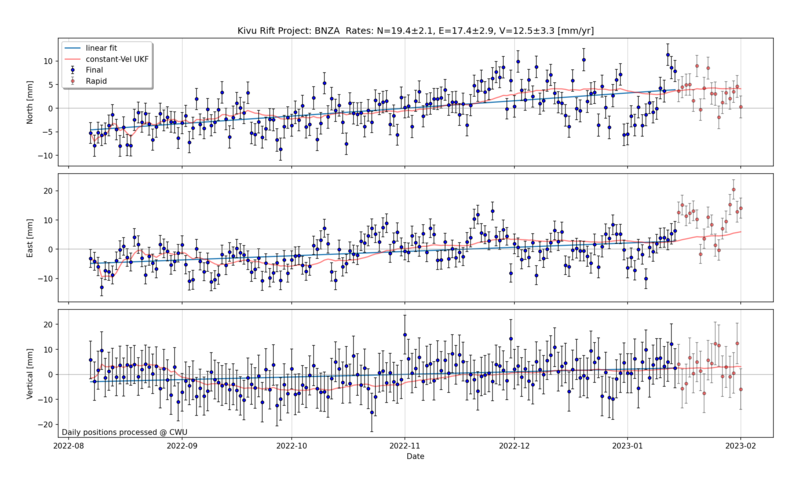 Kivu Rift Project: BNZA  Rates: N=19.4±2.1, E=17.4±2.9, V=12.5±3.3 [mm/yr]
linear fit
constant-Vel UKF
Final
Rapid
North [mm]
10
5
0
−5
−10
East [mm]
20
10
0
−10
Vertical [mm]
20
10
0
−10
−20
Daily positions processed @ CWU
2022-08
2022-09
2022-10
2022-11
2022-12
2023-01
2023-02
Date